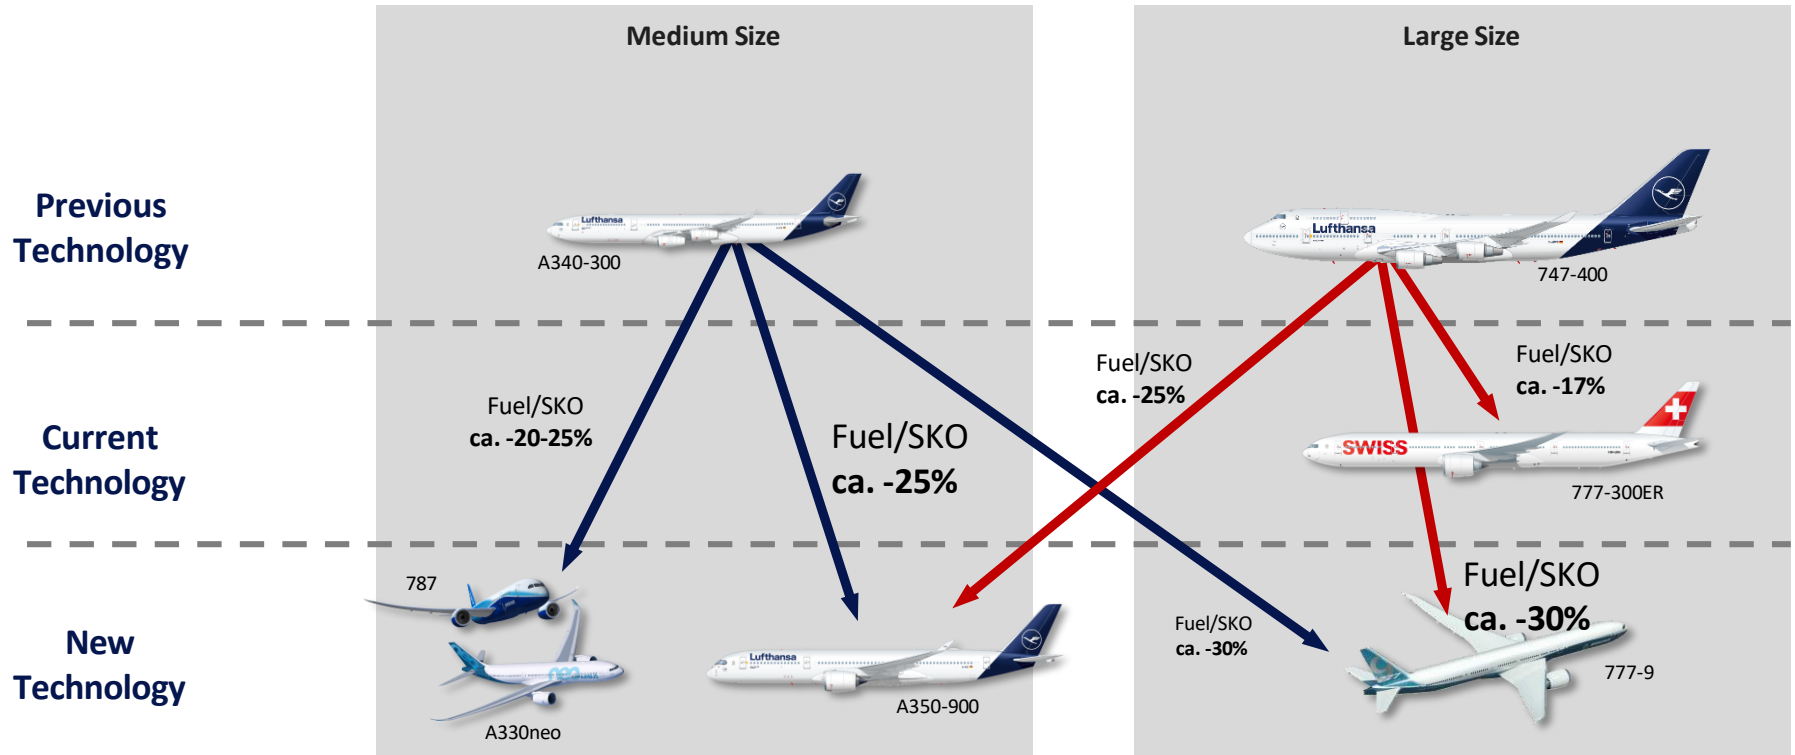 Medium Size
Large Size
Previous
Technology
Lufthansa
A340-300
Lufthansa
747-400
Current
Technology
Fuel/SKO
ca. -20-25%
Fuel/SKO
ca. -25%
Fuel/SKO
ca. -25%
Fuel/SKO
ca. -17%
SWISS
777-300ER
New
Technology
787
neo
A330neo
Lufthansa
A350-900
Fuel/SKO
ca. -30%
Fuel/SKO
ca. -30%
777-9